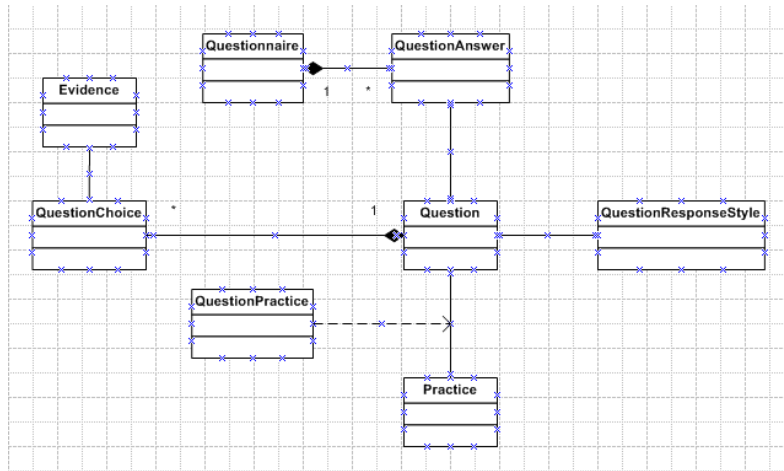 Questionnaire
QuestionAnswer
1
*
Evidence
QuestionChoice
*
1
Question
QuestionResponseStyle
QuestionPractice
Practice